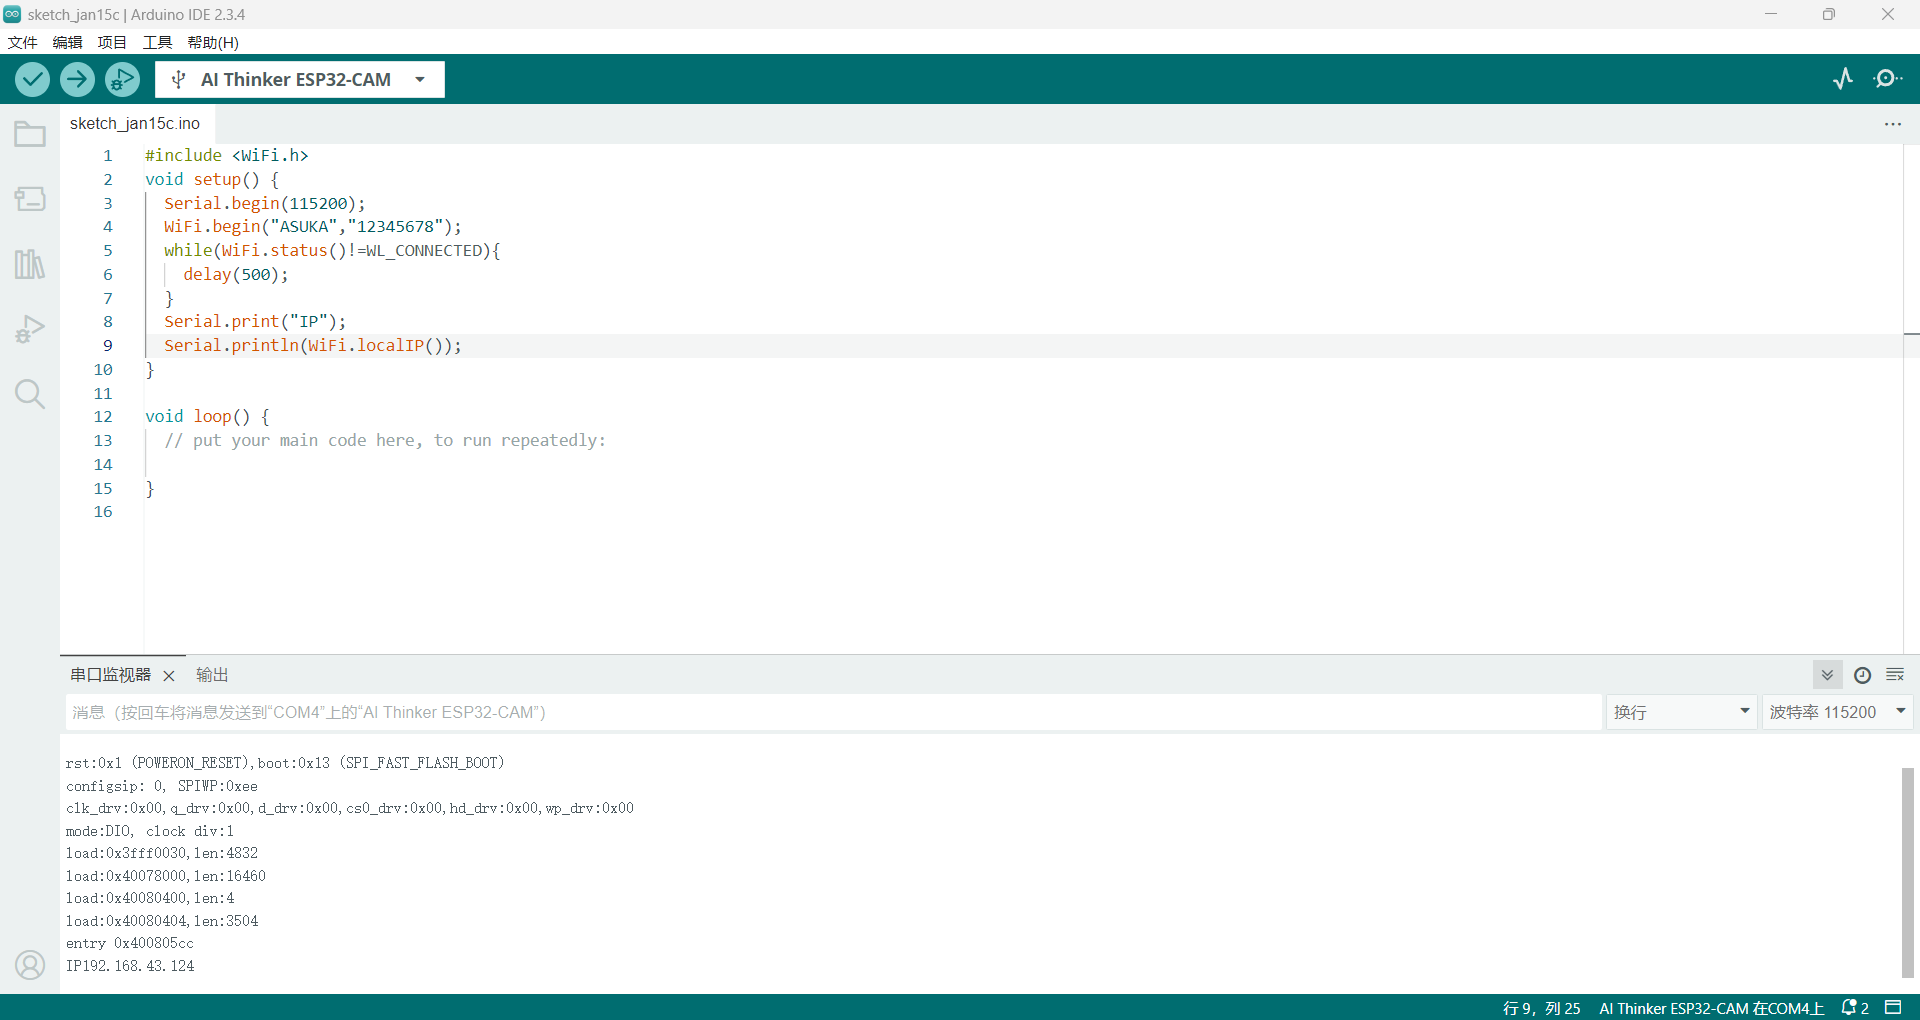 sketch_jan15c | Arduino IDE 2.3.4
文件 编辑 项目 工具 帮助(H)
AI Thinker ESP32-CAM
sketch_jan15c.ino
1 #include <WiFi.h>
2 void setup() {
3 Serial.begin(115200);
4 WiFi.begin("ASUKA","12345678");
5 while(WiFi.status()!=WL_CONNECTED){
6 delay(500);
7 }
8 Serial.print("IP");
9 Serial.println(WiFi.localIP());
10 }
11
12 void loop() {
13 // put your main code here, to run repeatedly:
14
15 }
16
串口监视器 输出
消息（按回车将消息发送到“COM4”上的“AI Thinker ESP32-CAM”）
换行 波特率 115200
rst:0x1 (POWERON_RESET),boot:0x13 (SPI_FAST_FLASH_BOOT)
configsip: 0, SPIWP:0xee
clk_drv:0x00,q_drv:0x00,d_drv:0x00,cs0_drv:0x00,hd_drv:0x00,wp_drv:0x00
mode:DIO, clock div:1
load:0x3fff0030,len:4832
load:0x40078000,len:16460
load:0x40080400,len:4
load:0x40080404,len:3504
entry 0x400805cc
IP192.168.43.124
行 9，列 25 AI Thinker ESP32-CAM 在COM4上 2